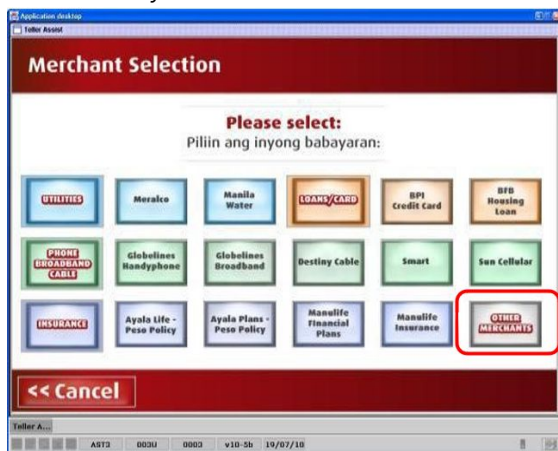 Application desktop
Teller Assist
Merchant Selection
Please select:
Piliin ang inyong babayaran:
UTILITIES
Meralco
Manila
Water
LOANS/CARD
BPI
Credit Card
BFB
Housing
Loan
PHONE
BROADBAND
CABLE
Globelines
Handyphone
Globelines
Broadband
Destiny Cable
Smart
Sun Cellular
INSURANCE
Ayala Life -
Peso Policy
Ayala Plans -
Peso Policy
Manulife
Financial
Plans
Manulife
Insurance
OTHER
MERCHANTS
<< Cancel
Teller A...
AST3 003U 0003 v10-5b 19/07/10